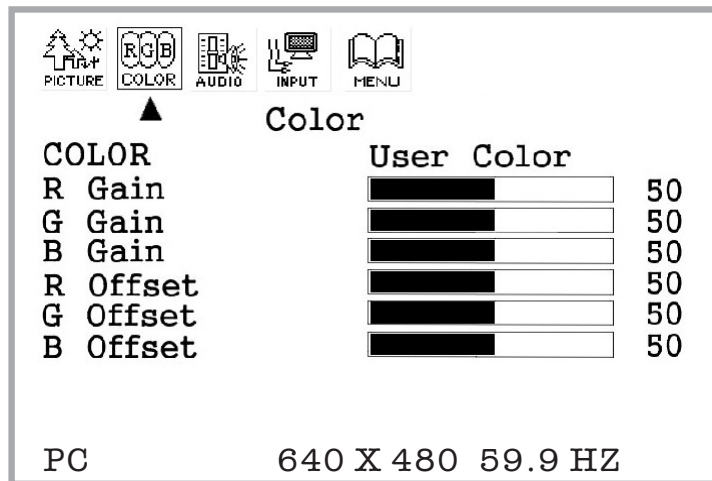 RGB
PICTURE COLOR AUDIO INPUT MENU
Color
COLOR User Color
R Gain 50
G Gain 50
B Gain 50
R Offset 50
G Offset 50
B Offset 50
PC 640 X 480 59.9 HZ